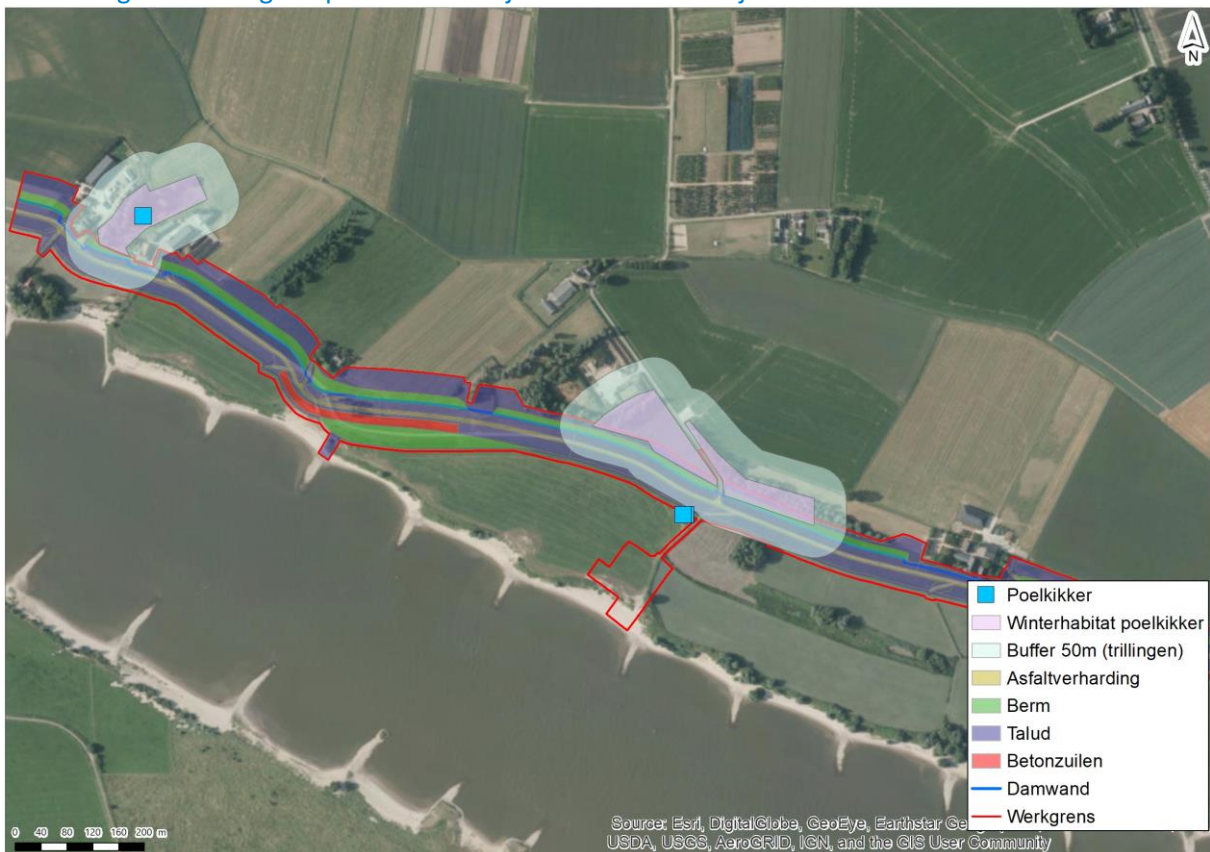 N
Poelkikker
Winterhabitat poelkikker
Buffer 50m (trillingen)
Asfaltverharding
Berm
Talud
Betonzuilen
Damwand
Werkgrens
0 40 80 120 160 200 m
Source: Esri, DigitalGlobe, GeoEye, Earthstar
USDA, USGS, AeroGRID, IGN, and the GIS User Community